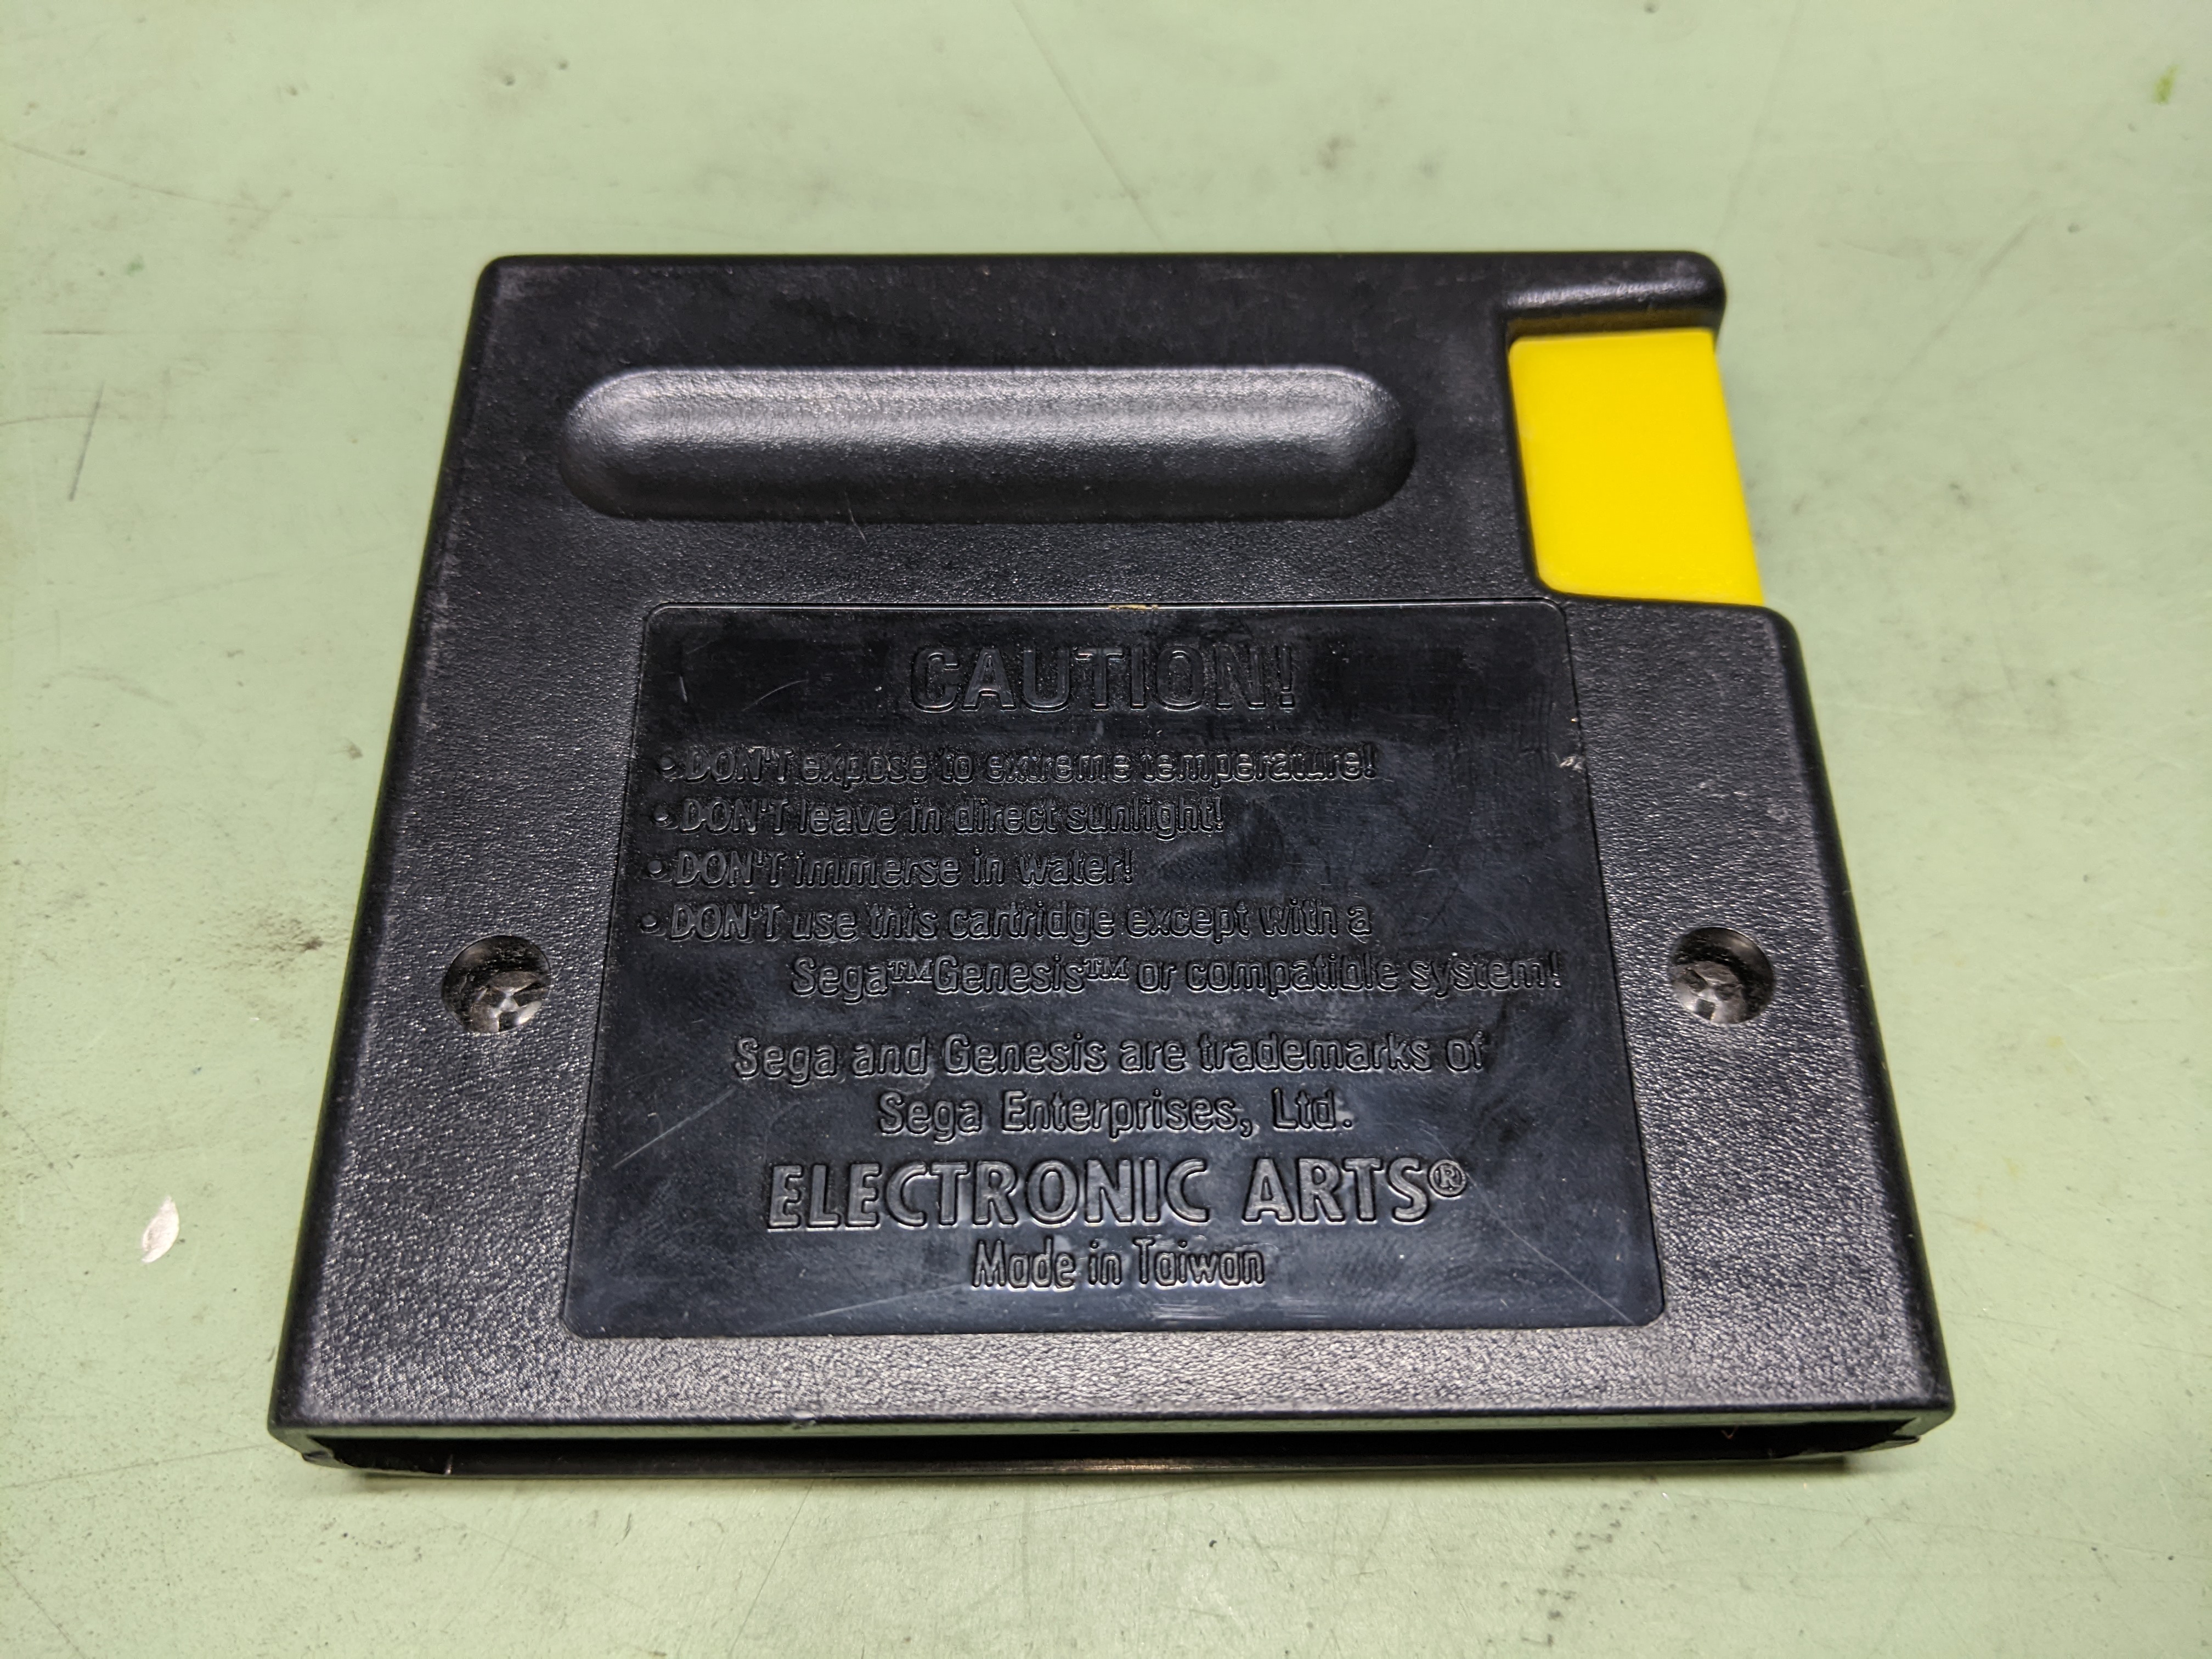 CAUTION!
• DON'T expose to extreme temperature!
• DON'T leave in direct sunlight!
• DON'T immerse in water!
• DON'T use this cartridge except with a
Sega™ Genesis™ or compatible system!
Sega and Genesis are trademarks of
Sega Enterprises, Ltd.
ELECTRONIC ARTS®
Made in Taiwan